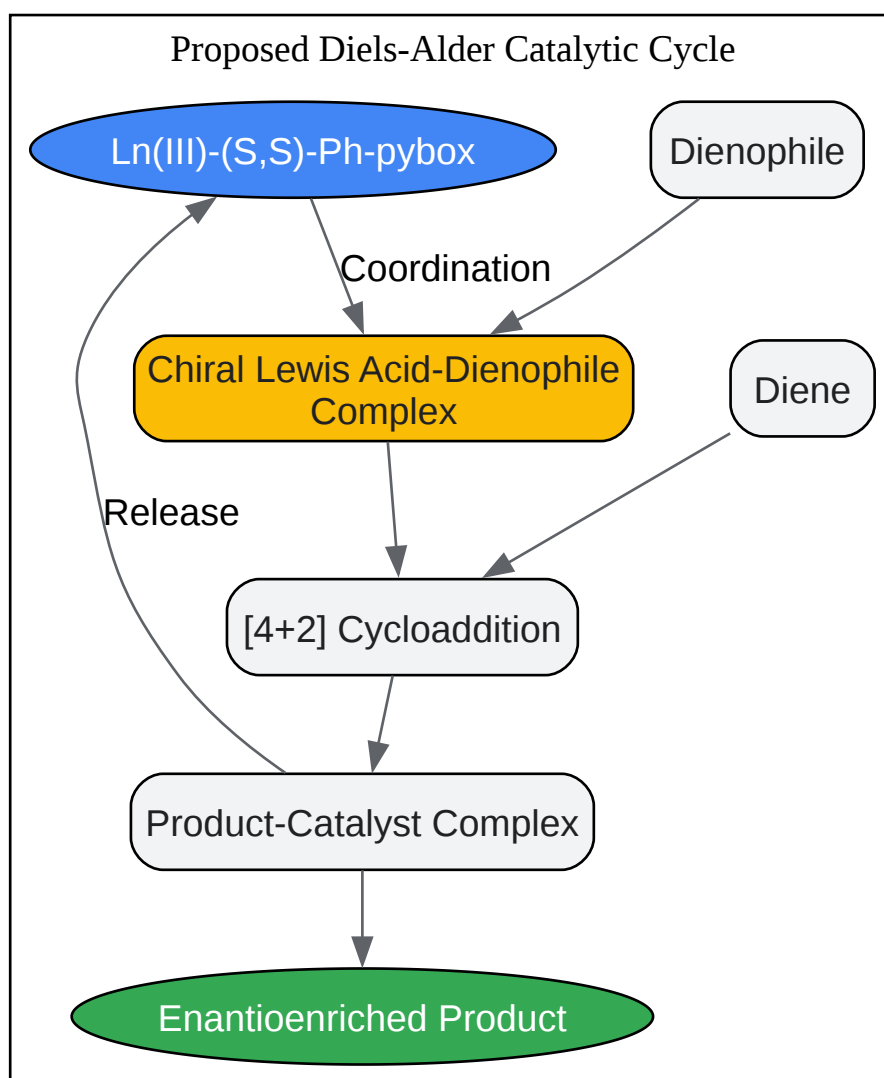 Proposed Diels-Alder Catalytic Cycle
Ln(III)-(S,S)-Ph-pybox
Dienophile
Coordination
Chiral Lewis Acid-Dienophile
Complex
Diene
Release
[4+2] Cycloaddition
Product-Catalyst Complex
Enantioenriched Product